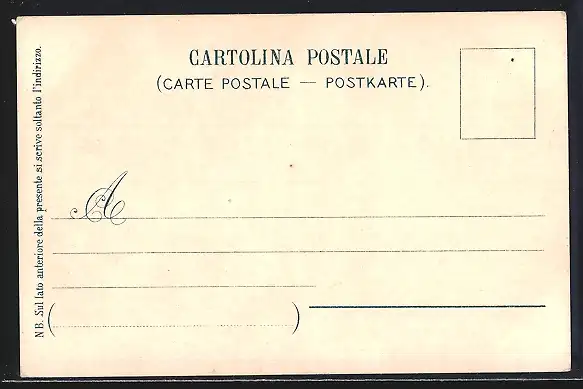 CARTOLINA POSTALE
(CARTE POSTALE — POSTKARTE).
A
( )
NB. Sul lato anteriore della presente si scrive soltanto l'indirizzo.